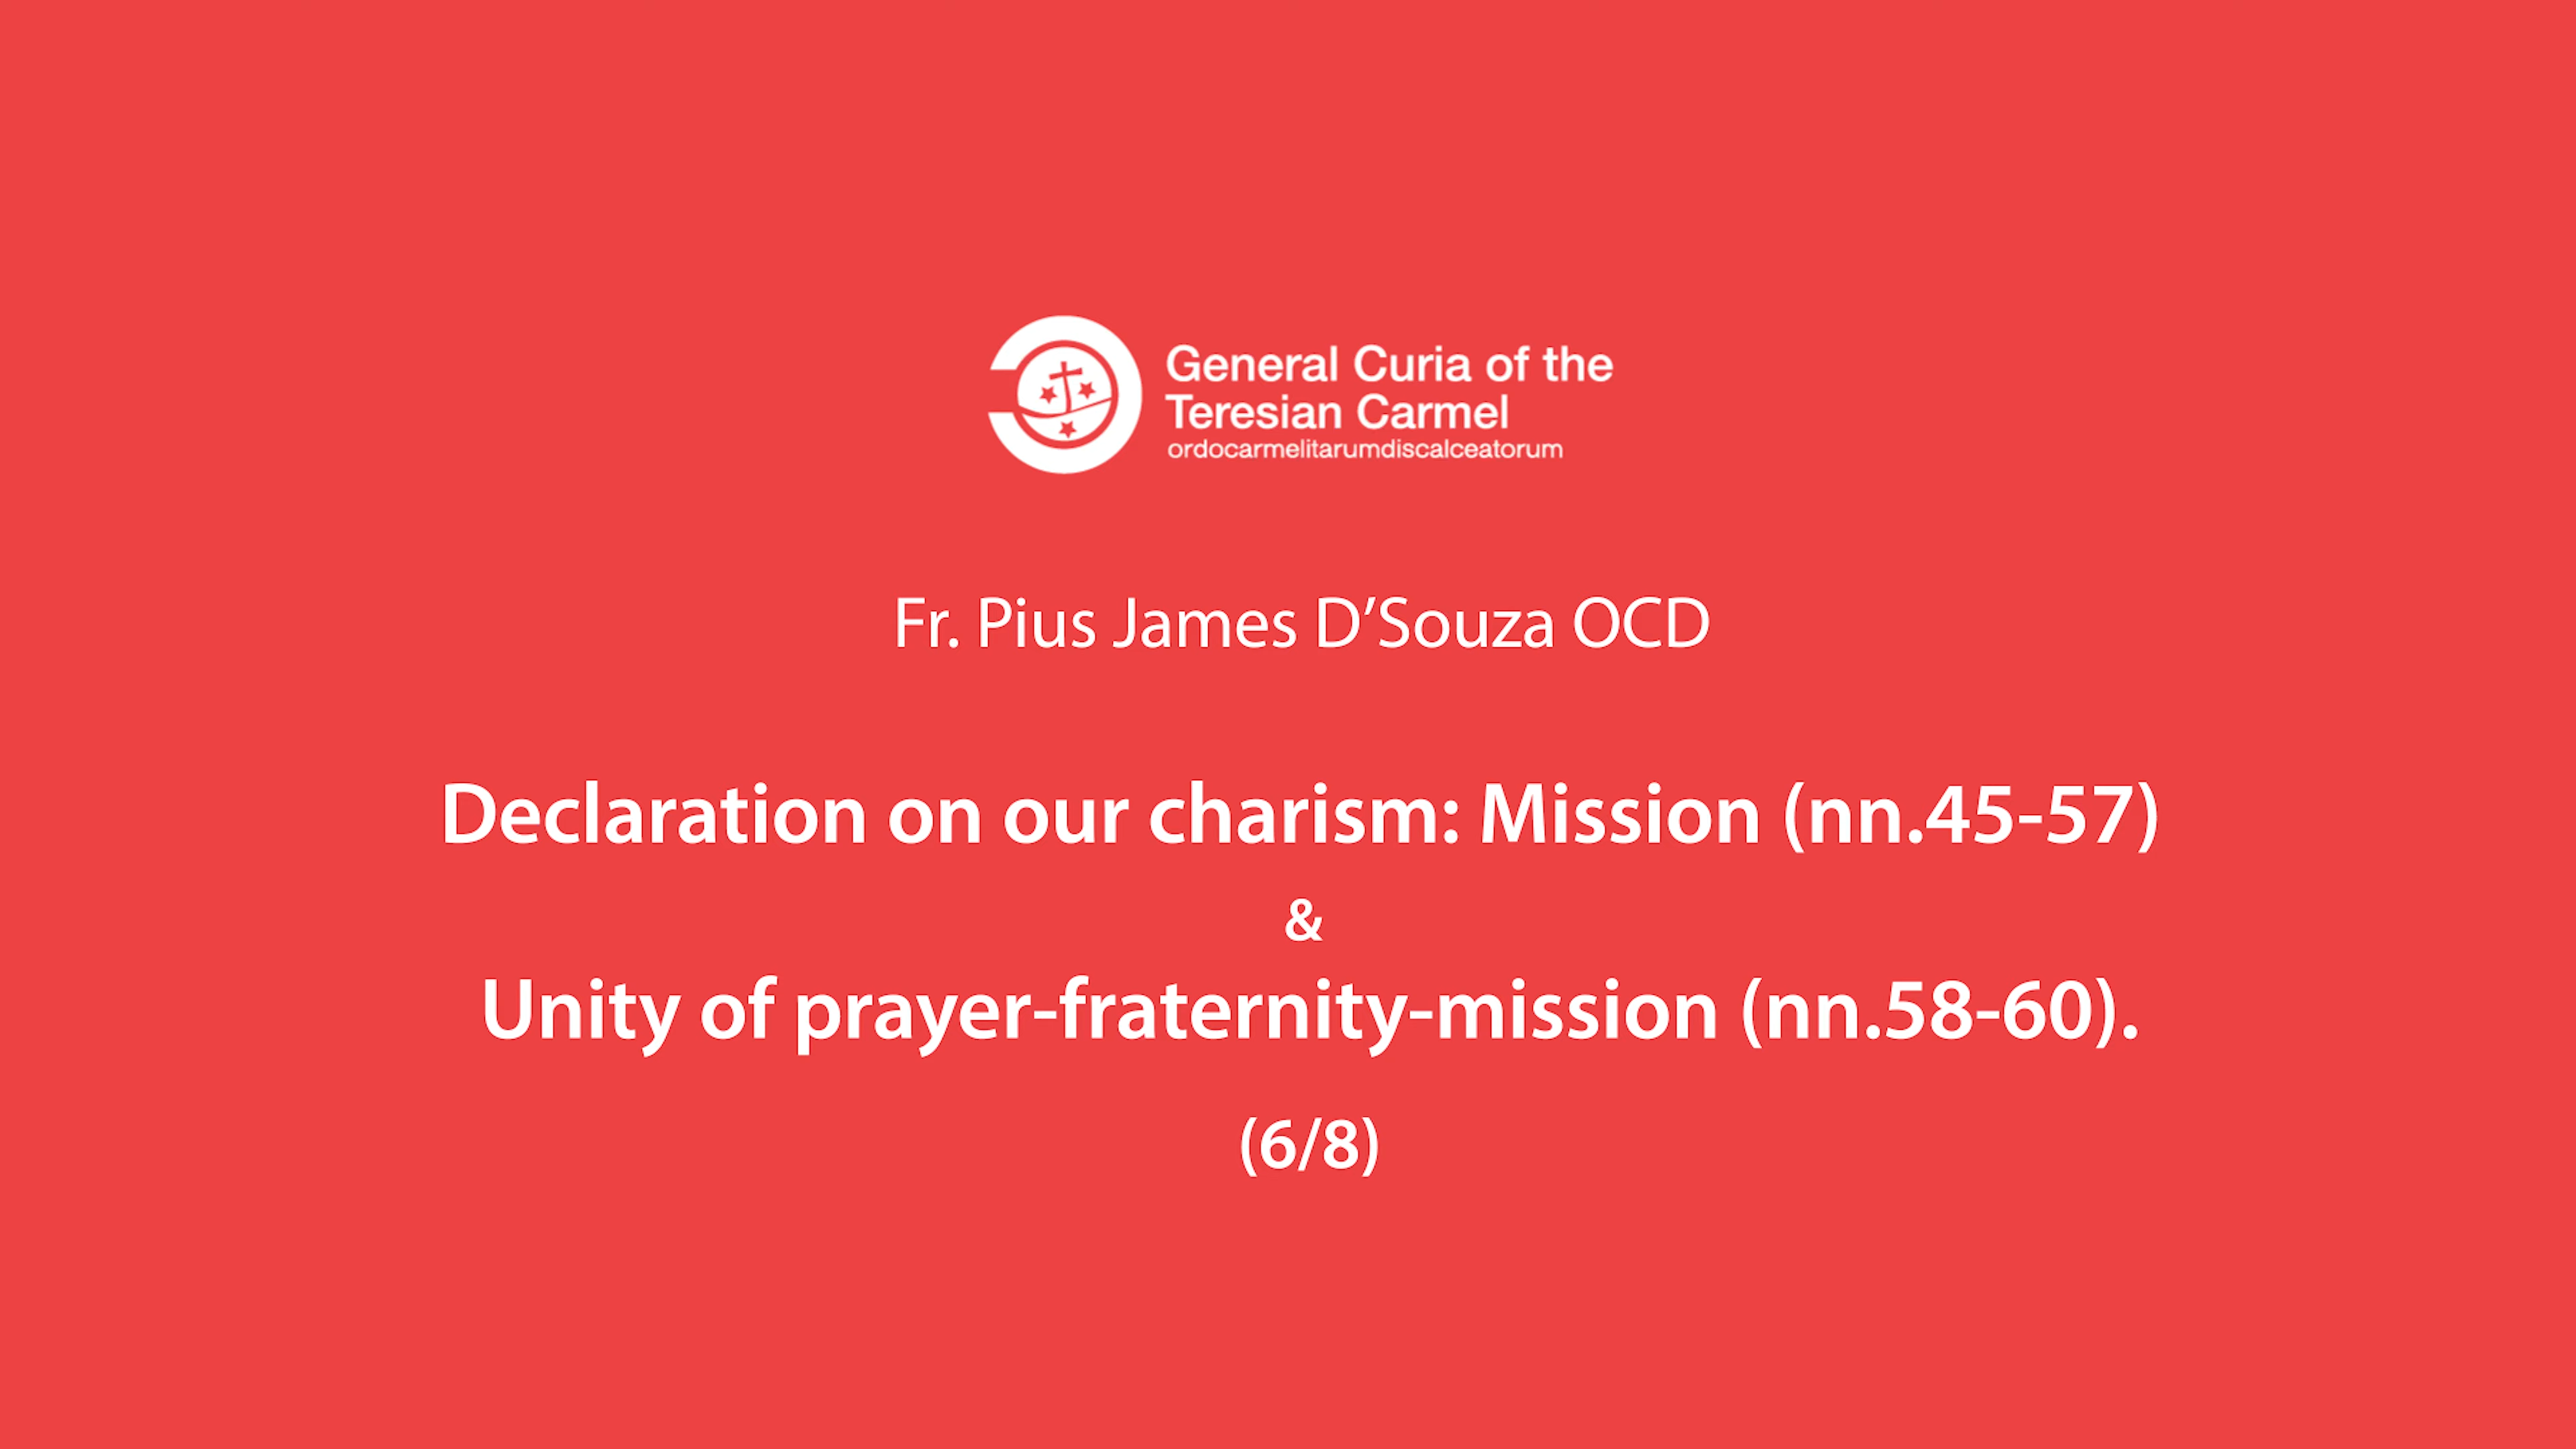 General Curia of the
Teresian Carmel
ordocarmelitarumdiscalceatorum
Fr. Pius James D’Souza OCD
Declaration on our charism: Mission (nn.45-57)
&
Unity of prayer-fraternity-mission (nn.58-60).
(6/8)